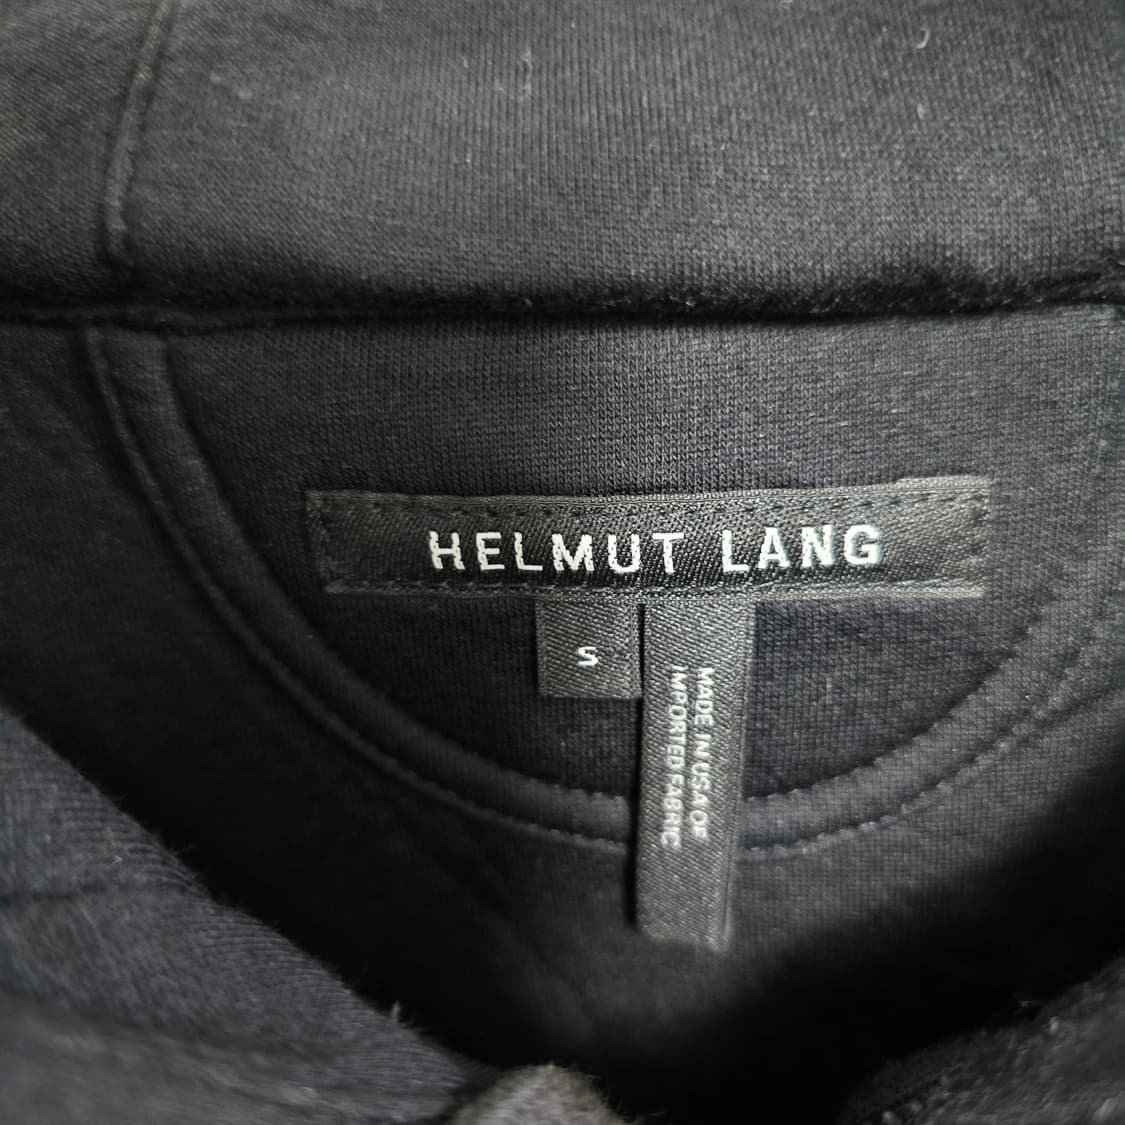 HELMUT LANG
S
MADE IN USA OF
IMPORTED FABRIC